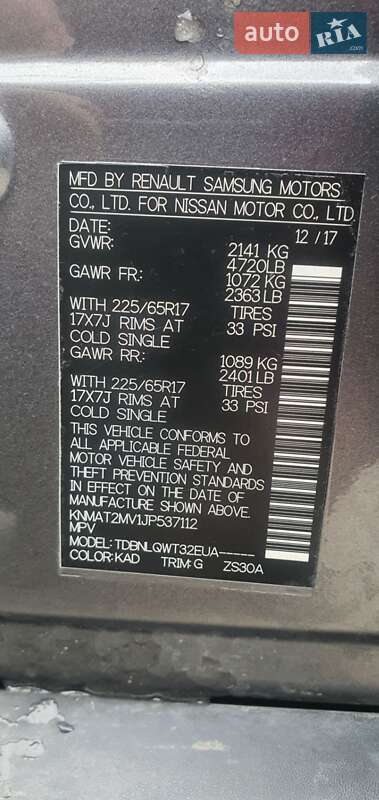 auto RIA.com
MFD BY RENAULT SAMSUNG MOTORS
CO., LTD. FOR NISSAN MOTOR CO., LTD.
DATE: 12 / 17
GVWR: 2141 KG
4720LB
GAWR FR: 1072 KG
2363 LB
WITH 225/65R17 TIRES
17X7J RIMS AT 33 PSI
COLD SINGLE
GAWR RR: 1089 KG
2401 LB
WITH 225/65R17 TIRES
17X7J RIMS AT 33 PSI
COLD SINGLE
THIS VEHICLE CONFORMS TO
ALL APPLICABLE FEDERAL
MOTOR VEHICLE SAFETY AND
THEFT PREVENTION STANDARDS
IN EFFECT ON THE DATE OF
MANUFACTURE SHOWN ABOVE.
KNMAT2MV1JP537112
MPV
MODEL: TDBNLQWT32EUA-----
COLOR: KAD TRIM: G ZS30A